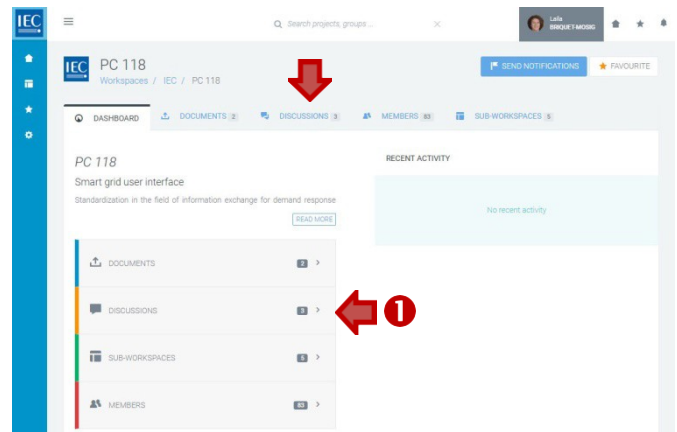 IEC
Search projects, groups ...
Laila
BRIQUET-MOSIG
IEC
PC 118
Workspaces / IEC / PC 118
SEND NOTIFICATIONS
FAVOURITE
DASHBOARD
DOCUMENTS 2
DISCUSSIONS 3
MEMBERS 83
SUB-WORKSPACES 5
PC 118
RECENT ACTIVITY
Smart grid user interface
Standardization in the field of information exchange for demand response
READ MORE
No recent activity
DOCUMENTS 2
DISCUSSIONS 3
1
SUB-WORKSPACES 5
MEMBERS 83